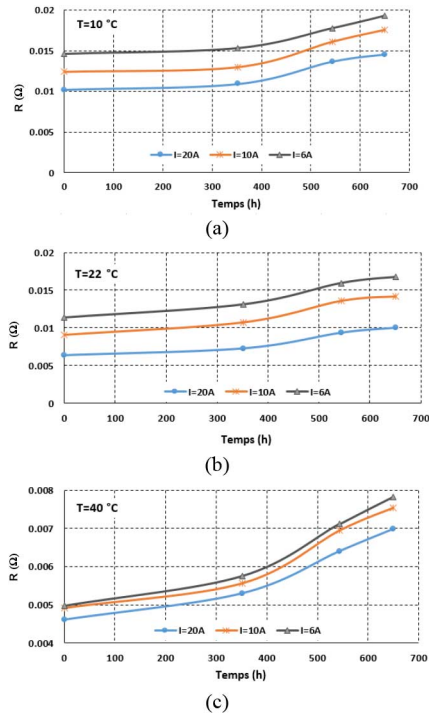 T=10 °C
0.02
0.015
0.01
0.005
0
R (Ω)
I=20A I=10A I=6A
0 100 200 300 400 500 600 700
Temps (h)
(a)
T=22 °C
0.02
0.015
0.01
0.005
0
R (Ω)
I=20A I=10A I=6A
0 100 200 300 400 500 600 700
Temps (h)
(b)
T=40 °C
0.008
0.007
0.006
0.005
0.004
R (Ω)
I=20A I=10A I=6A
0 100 200 300 400 500 600 700
Temps (h)
(c)